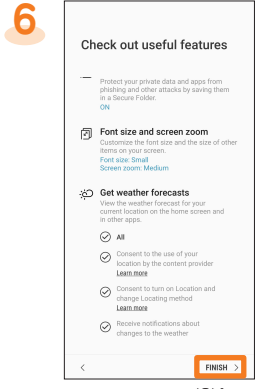 6
Check out useful features
Protect your private data and apps from
phishing and other attacks by saving them
in a Secure Folder.
ON
Font size and screen zoom
Customize the font size and the size of other
items on your screen.
Font size: Small
Screen zoom: Medium
Get weather forecasts
View the weather forecast for your
current location on the home screen and
in other apps.
All
Consent to the use of your
location by the content provider
Learn more
Consent to turn on Location and
change Locating method
Learn more
Receive notifications about
changes to the weather
< FINISH >